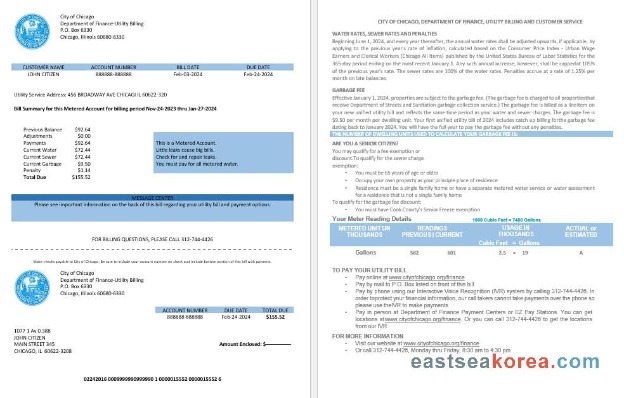 City of Chicago
Department of Finance-Utility Billing
P.O. Box 6330
Chicago, Illinois 60680-6330
CUSTOMER NAME ACCOUNT NUMBER BILL DATE DUE DATE
JOHN CITIZEN 888888-888888 Feb-03-2024 Feb-24-2024
Utility Service Address: 456 BROADWAY AVE CHICAGO IL 60622-320
Bill Summary for this Metered Account for billing period Nov-24-2023 thru Jan-27-2024
Previous Balance $92.64
Adjustments $0.00
Payments $92.64
Current Water $72.44
Current Sewer $72.44
Current Garbage $9.50
Penalty $1.14
Total Due $155.52
This is a Metered Account.
Little leaks cause big bills.
Check for and repair leaks.
You must pay for all metered water.
MESSAGE CENTER
Please see important information on the back of this bill regarding your utility bill and payment options.
FOR BILLING QUESTIONS, PLEASE CALL 312-744-4426
City of Chicago
Department of Finance-Utility Billing
P.O. Box 6330
Chicago, Illinois 60680-6330
ACCOUNT NUMBER DUE DATE TOTAL DUE
888888-888888 Feb-24-2024 $155.52
1077 1 Av 0.388
JOHN CITIZEN
MAIN STREET 345
CHICAGO, IL 60622-3208
Amount Enclosed: $
CITY OF CHICAGO, DEPARTMENT OF FINANCE, UTILITY BILLING AND CUSTOMER SERVICE
WATER RATES, SEWER RATES AND PENALTIES
Beginning June 1, 2024, and every year thereafter, the annual water rates shall be adjusted upwards, if applicable, by
applying to the previous years rate of inflation, calculated based on the Consumer Price Index - Urban Wage
Earners and Clerical Workers (Chicago All Items) published by the United States Bureau of Labor Statistics for the
365-day period ending on the most recent January 1. Any such annual increase, however, shall be capped at 105%
of the previous year's rate. The sewer rates are 100% of the water rates. Penalties accrue at a rate of 1.25% per
month on late balances.
GARBAGE FEE
Effective January 1, 2024, properties are subject to the garbage fee. (The garbage fee is charged to all properties that
receive Department of Streets and Sanitation garbage collection service.) The garbage fee is billed as a line item on
your new unified utility bill and reflects the same time period as your water and sewer charges. The garbage fee is
$9.50 per month per dwelling unit. Your first unified utility bill of 2024 includes catch up billing for the garbage fee
dating back to January 2024. You will have the full year to pay the garbage fee without any penalties.
THE NUMBER OF DWELLING UNITS USED TO CALCULATE YOUR GARBAGE FEE IS:
ARE YOU A SENIOR CITIZEN?
You may qualify for a fee exemption or
discount. To qualify for the sewer charge
exemption:
• You must be 65 years of age or older
• Occupy your own property as your principle place of residence
• Residence must be a single family home or have a separate metered water service or water assessment
for a residence that is not a single family home
To qualify for the garbage fee discount:
• You must have Cook County's Senior Freeze exemption
Your Meter Reading Details 1000 Cubic Feet = 7480 Gallons
METERED UNIT IN THOUSANDS READINGS PREVIOUS | CURRENT USAGE IN THOUSANDS ACTUAL or ESTIMATED
Cubic Feet = Gallons
Gallons 582 601 2.5 = 19 A
TO PAY YOUR UTILITY BILL
• Pay at www.cityofchicago.org/finance
• Pay by mail to P.O. Box listed on front of this bill
• Pay by phone using our Interactive Voice Recognition (IVR) system by calling 312-744-4426. In
order to protect your financial information, our call takers cannot take payments over the phone so
please use the IVR to make payments
• Pay in person at Department of Finance Payment Centers or EZ Pay Stations. You can get
locations at www.cityofchicago.org/finance. Or you can call 312-744-4426 to get the locations
from our IVR
FOR MORE INFORMATION
• Visit our website at www.cityofchicago.org/finance
• Or call 312-744-4426, Monday thru Friday, 8:30 am to 4:30 pm
eastseakorea.com